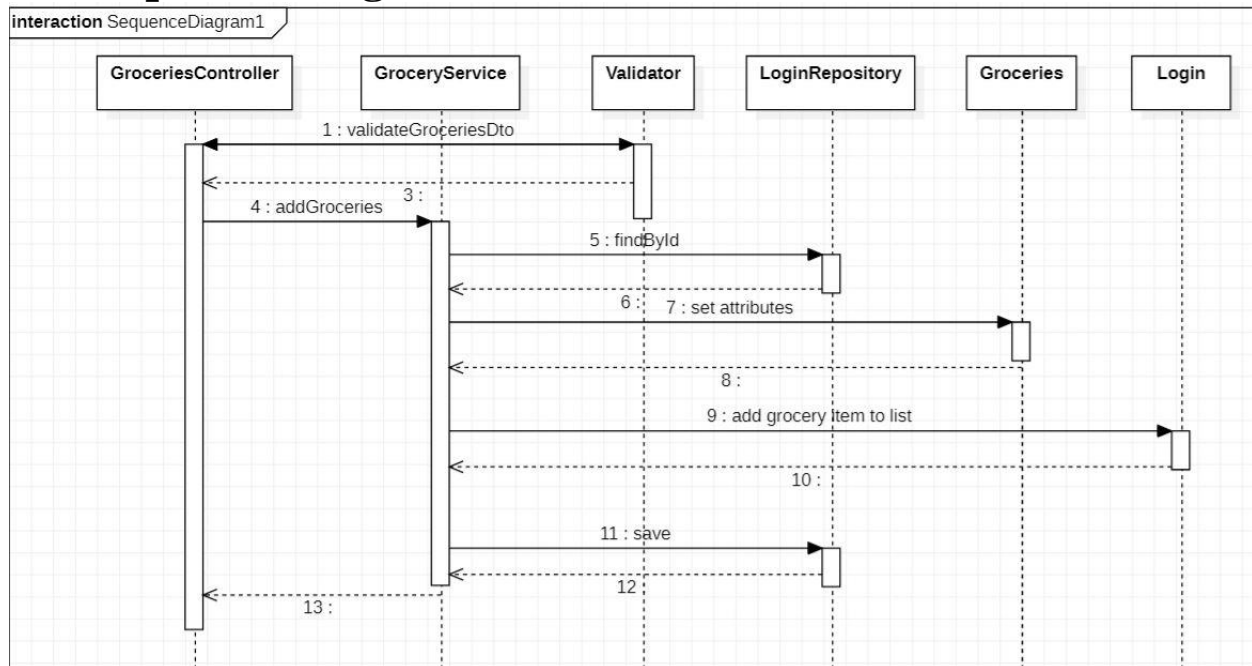 interaction SequenceDiagram1
GroceriesController
GroceryService
Validator
LoginRepository
Groceries
Login
1 : validateGroceriesDto
3 :
4 : addGroceries
5 : findById
6 :
7 : set attributes
8 :
9 : add grocery item to list
10 :
11 : save
12
13 :